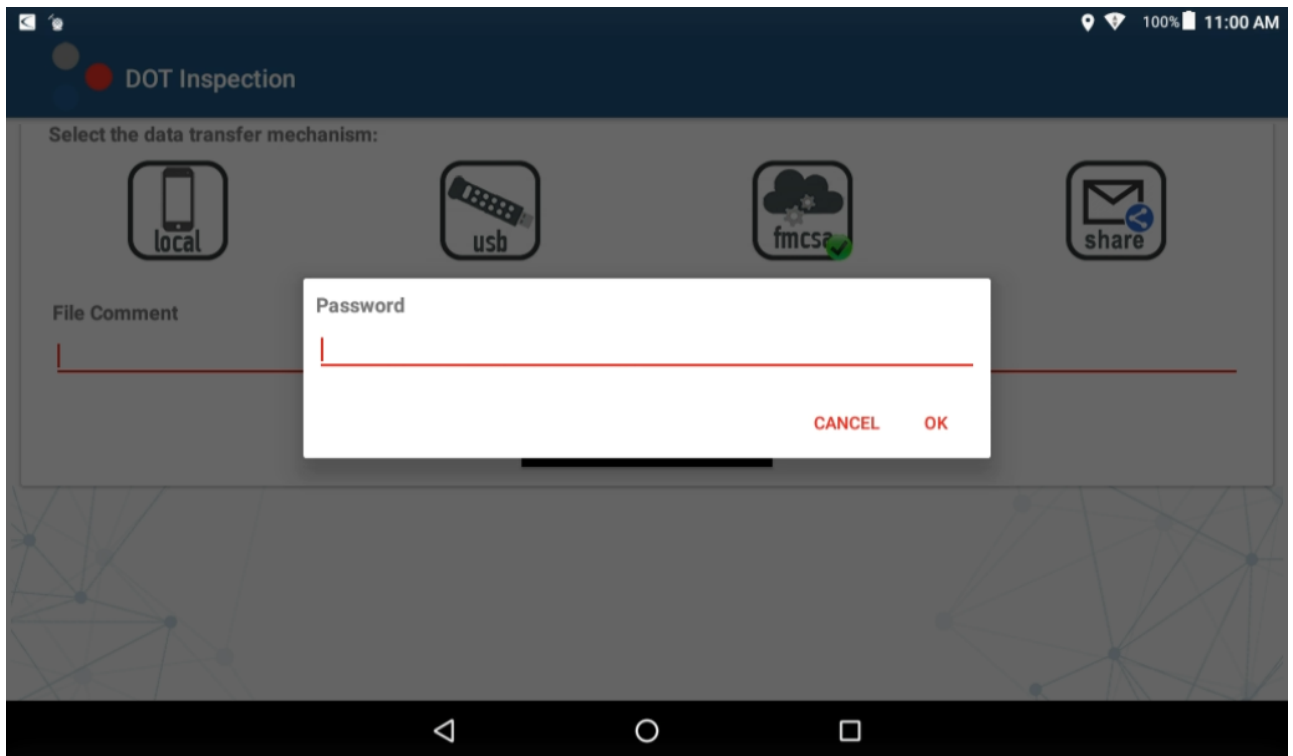 100% 11:00 AM
DOT Inspection
Select the data transfer mechanism:
local usb fmcsa share
File Comment
Password
CANCEL OK